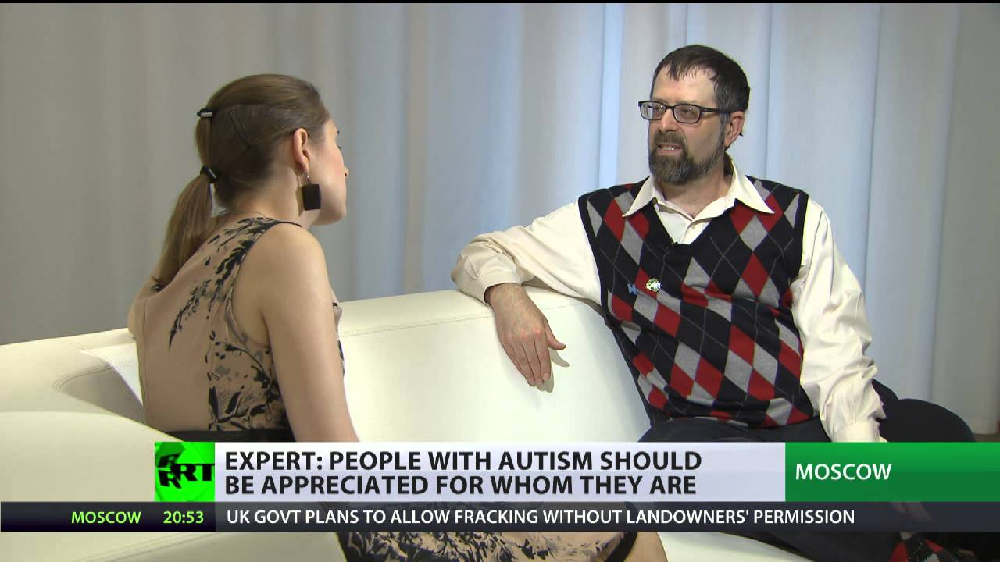 RT
EXPERT: PEOPLE WITH AUTISM SHOULD
BE APPRECIATED FOR WHOM THEY ARE
MOSCOW
MOSCOW 20:53 UK GOVT PLANS TO ALLOW FRACKING WITHOUT LANDOWNERS' PERMISSION